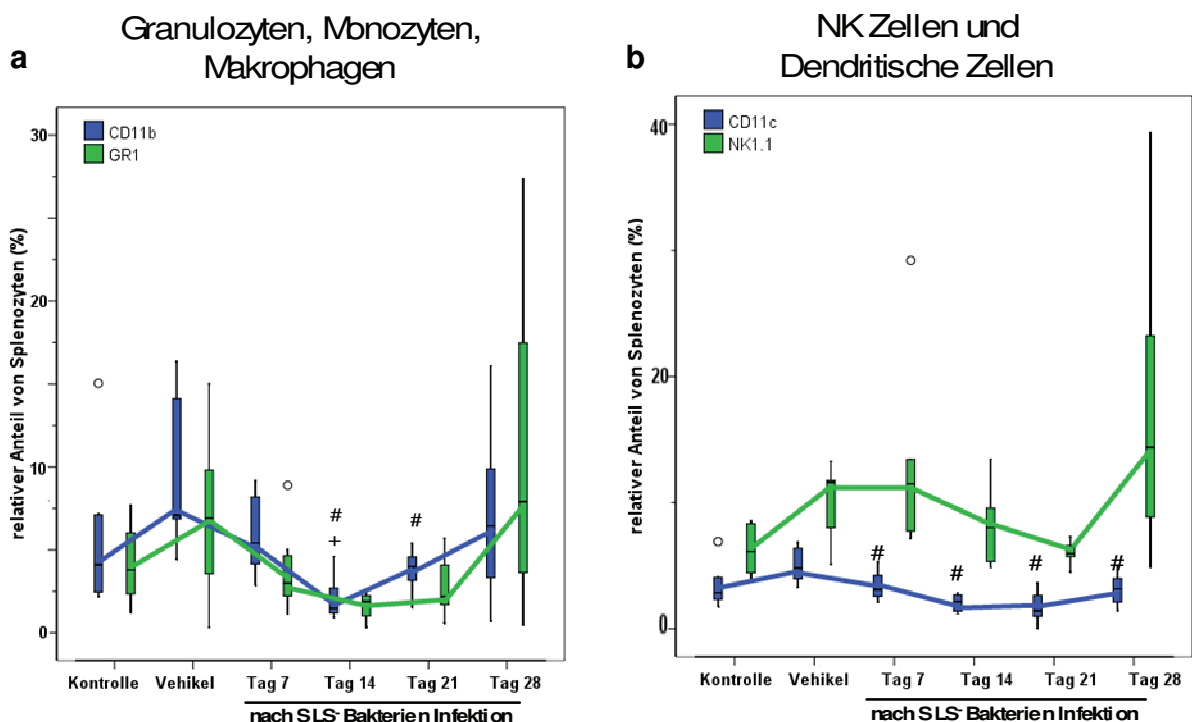 a
Granulozyten, Monozyten,
Makrophagen
CD11b
GR1
relativer Anteil von Splenozyten (%)
30
20
10
0
#
+
#
Kontrolle Vehikel Tag 7 Tag 14 Tag 21 Tag 28
nach SLS- Bakterien Infektion
b
NK Zellen und
Dendritische Zellen
CD11c
NK1.1
relativer Anteil von Splenozyten (%)
40
20
0
# # # #
Kontrolle Vehikel Tag 7 Tag 14 Tag 21 Tag 28
nach SLS- Bakterien Infektion